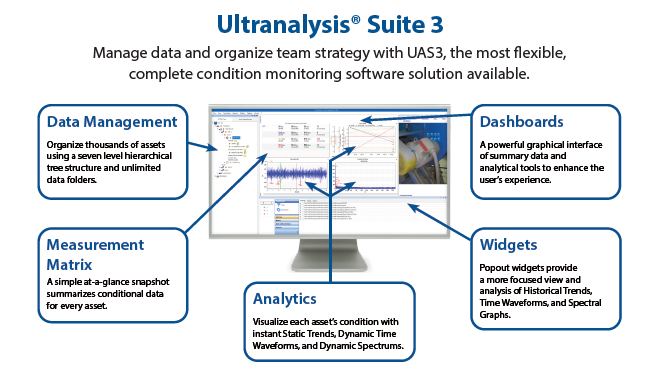 Ultranalysis® Suite 3
Manage data and organize team strategy with UAS3, the most flexible,
complete condition monitoring software solution available.
Data Management
Organize thousands of assets
using a seven level hierarchical
tree structure and unlimited
data folders.
Dashboards
A powerful graphical interface
of summary data and
analytical tools to enhance the
user's experience.
Measurement
Matrix
A simple at-a-glance snapshot
summarizes conditional data
for every asset.
Analytics
Visualize each asset's condition with
instant Static Trends, Dynamic Time
Waveforms, and Dynamic Spectrums.
Widgets
Popout widgets provide
a more focused view and
analysis of Historical Trends,
Time Waveforms, and Spectral
Graphs.